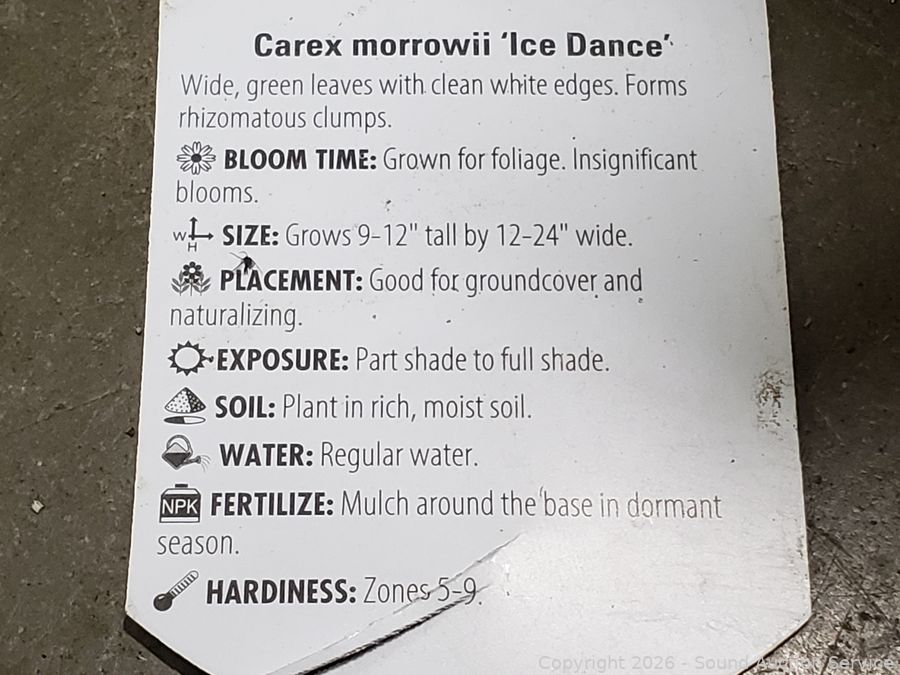 Carex morrowii 'Ice Dance'
Wide, green leaves with clean white edges. Forms
rhizomatous clumps.
BLOOM TIME: Grown for foliage. Insignificant
blooms.
W H SIZE: Grows 9-12" tall by 12-24" wide.
PLACEMENT: Good for groundcover and
naturalizing.
EXPOSURE: Part shade to full shade.
SOIL: Plant in rich, moist soil.
WATER: Regular water.
NPK FERTILIZE: Mulch around the base in dormant
season.
HARDINESS: Zones 5-9.
Copyright 2026 - Sound Auction Service